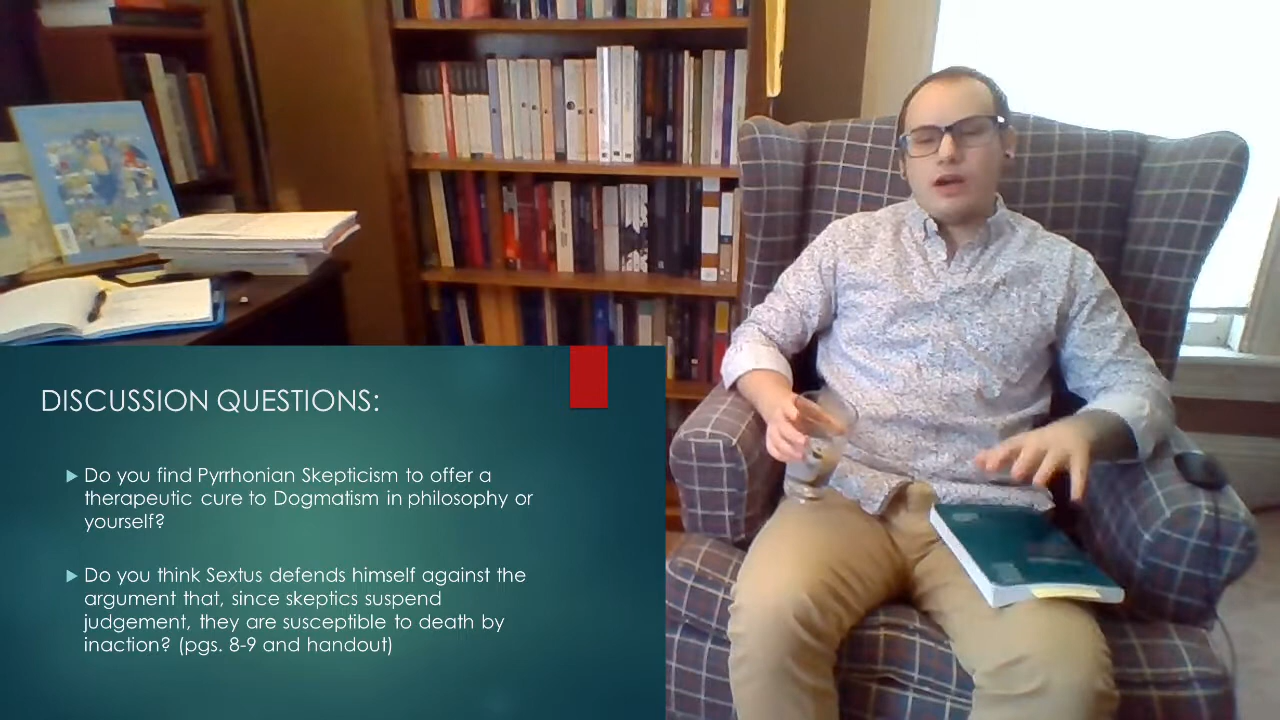 DISCUSSION QUESTIONS:
Do you find Pyrrhonian Skepticism to offer a
therapeutic cure to Dogmatism in philosophy or
yourself?
Do you think Sextus defends himself against the
argument that, since skeptics suspend
judgement, they are susceptible to death by
inaction? (pgs. 8-9 and handout)